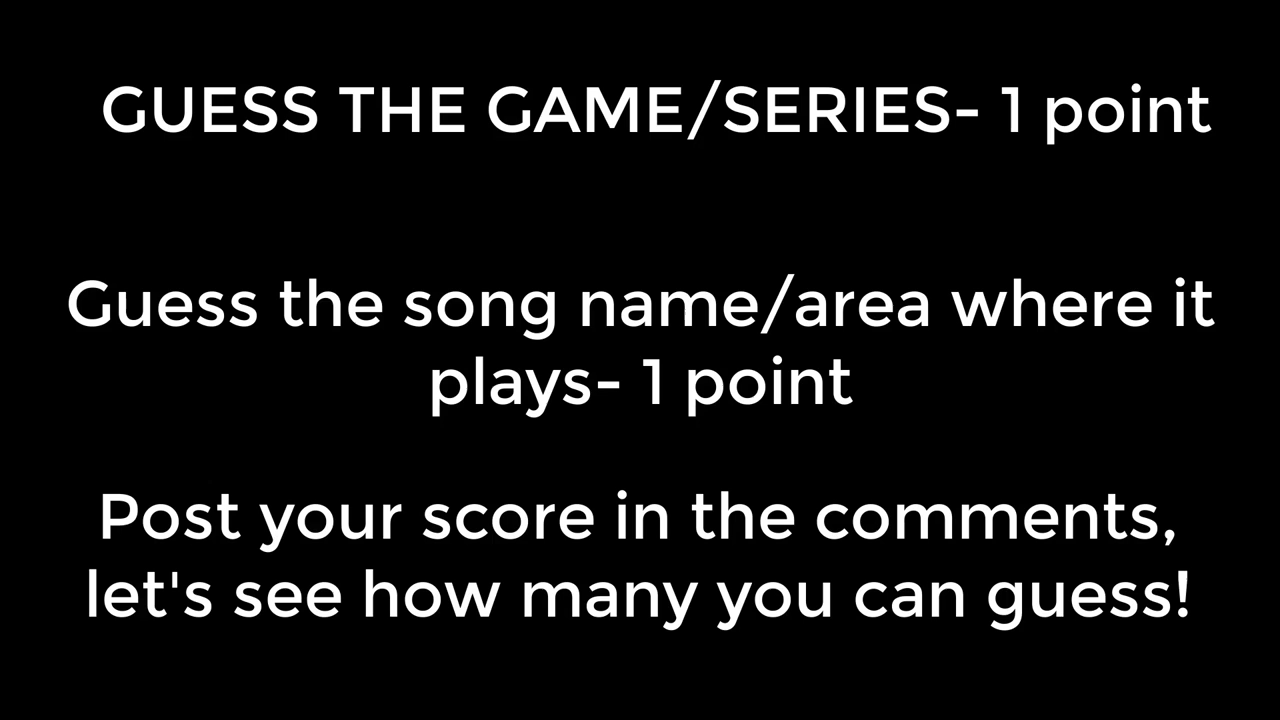 GUESS THE GAME/SERIES- 1 point
Guess the song name/area where it
plays- 1 point
Post your score in the comments,
let's see how many you can guess!